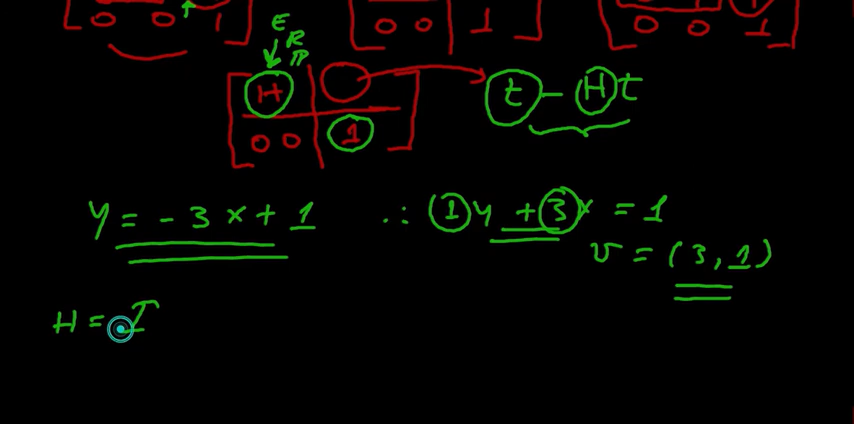 0 0 1
0 0 1
0 0 1
E
R
P
H
t - H t
0 0 1
y = - 3 x + 1 ∴ 1 y + 3 x = 1
v = ( 3 , 1 )
H = I